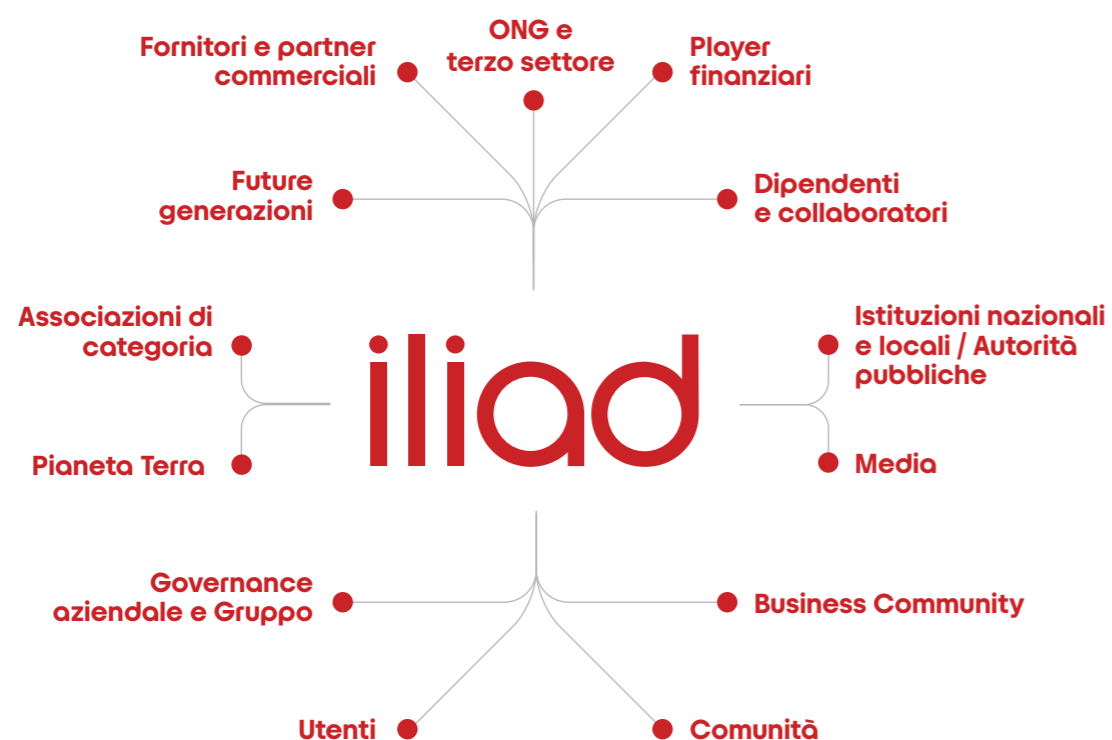 ONG e
terzo settore
Fornitori e partner
commerciali
Player
finanziari
Future
generazioni
Dipendenti
e collaboratori
Associazioni di
categoria
Istituzioni nazionali
e locali / Autorità
pubbliche
iliad
Pianeta Terra
Media
Governance
aziendale e Gruppo
Business Community
Utenti
Comunità